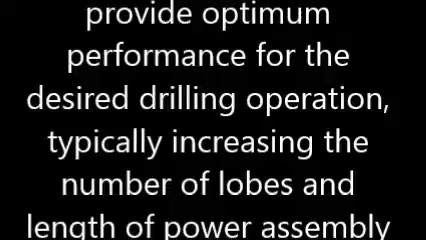 provide optimum
performance for the
desired drilling operation,
typically increasing the
number of lobes and
length of power assembly